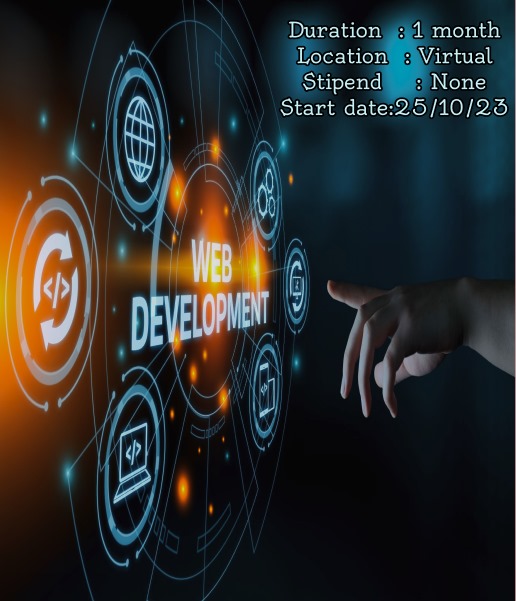 Duration : 1 month
Location : Virtual
Stipend : None
Start date:25/10/23
WEB
DEVELOPMENT
</>
</>
</>